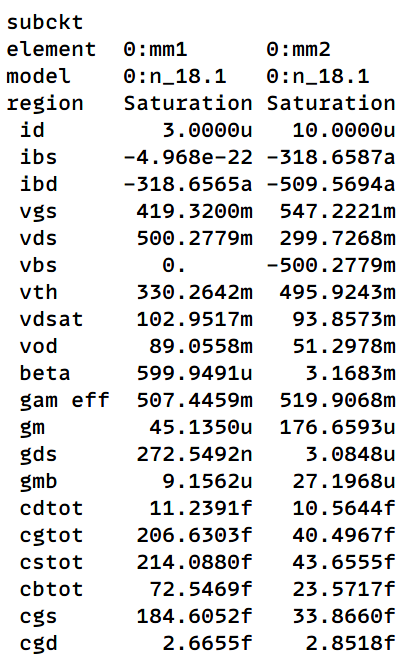 subckt
element  0:mm1      0:mm2
model    0:n_18.1   0:n_18.1
region   Saturation Saturation
 id         3.0000u   10.0000u
 ibs     -4.968e-22 -318.6587a
 ibd     -318.6565a -509.5694a
 vgs      419.3200m  547.2221m
 vds      500.2779m  299.7268m
 vbs        0.      -500.2779m
 vth      330.2642m  495.9243m
 vdsat    102.9517m   93.8573m
 vod       89.0558m   51.2978m
 beta     599.9491u    3.1683m
 gam eff  507.4459m  519.9068m
 gm        45.1350u  176.6593u
 gds      272.5492n    3.0848u
 gmb        9.1562u   27.1968u
 cdtot     11.2391f   10.5644f
 cgtot    206.6303f   40.4967f
 cstot    214.0880f   43.6555f
 cbtot     72.5469f   23.5717f
 cgs      184.6052f   33.8660f
 cgd        2.6655f    2.8518f